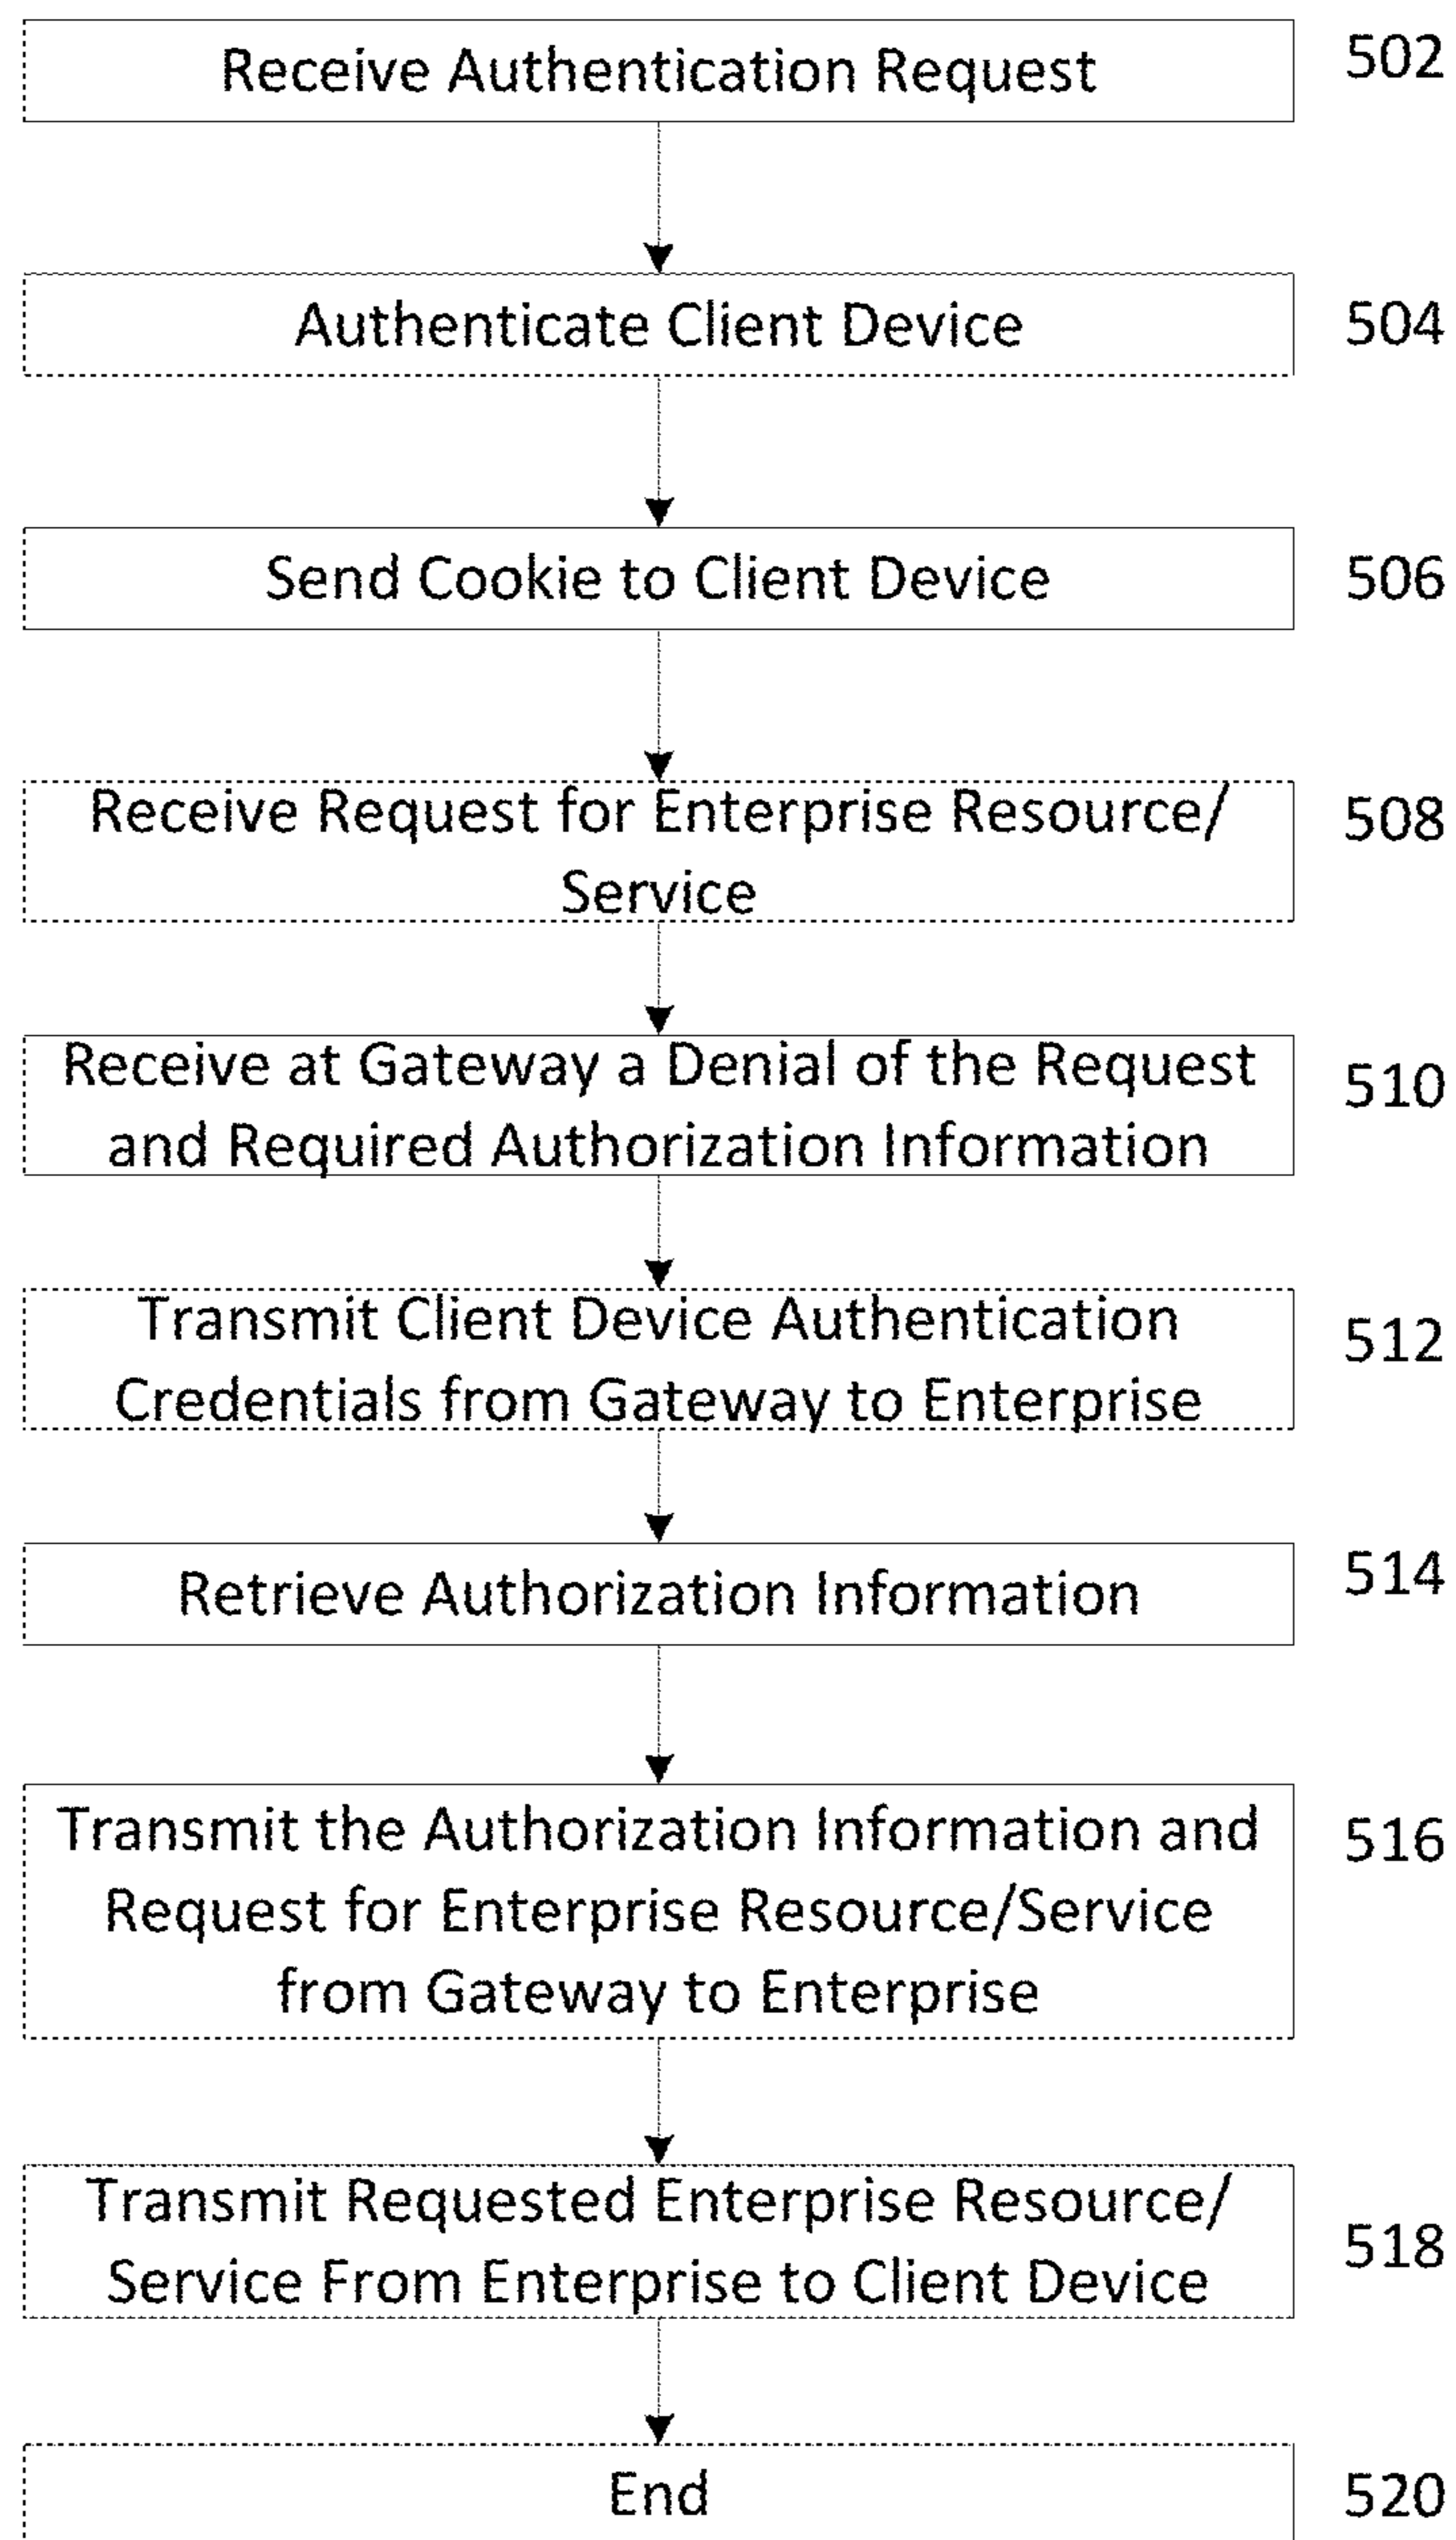 Receive Authentication Request
502
Authenticate Client Device
504
Send Cookie to Client Device
506
Receive Request for Enterprise Resource/
Service
508
Receive at Gateway a Denial of the Request
and Required Authorization Information
510
Transmit Client Device Authentication
Credentials from Gateway to Enterprise
512
Retrieve Authorization Information
514
Transmit the Authorization Information and
Request for Enterprise Resource/Service
from Gateway to Enterprise
516
Transmit Requested Enterprise Resource/
Service From Enterprise to Client Device
518
End
520